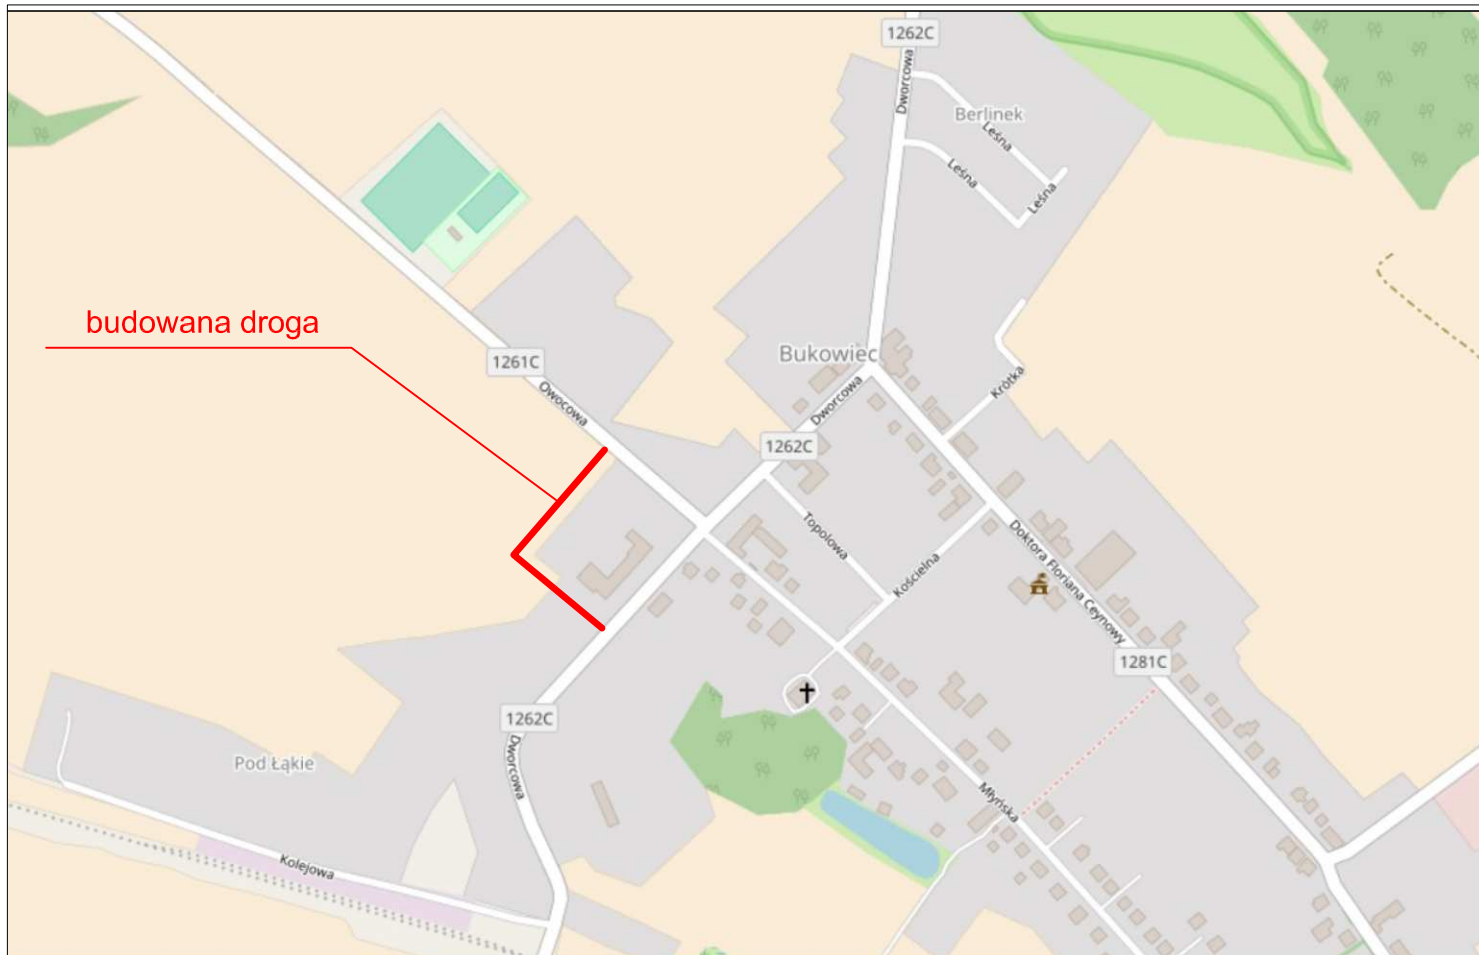 1262C
Dworcowa
Berlinek
Leśna
Leśna
Leśna
budowana droga
1261C
Owocowa
Bukowiec
Dworcowa
Krótka
1262C
Topolowa
Kościelna
Doktora Floriana Ceynowy
1281C
1262C
Dworcowa
Pod Łąkie
Kolejowa
Młyńska